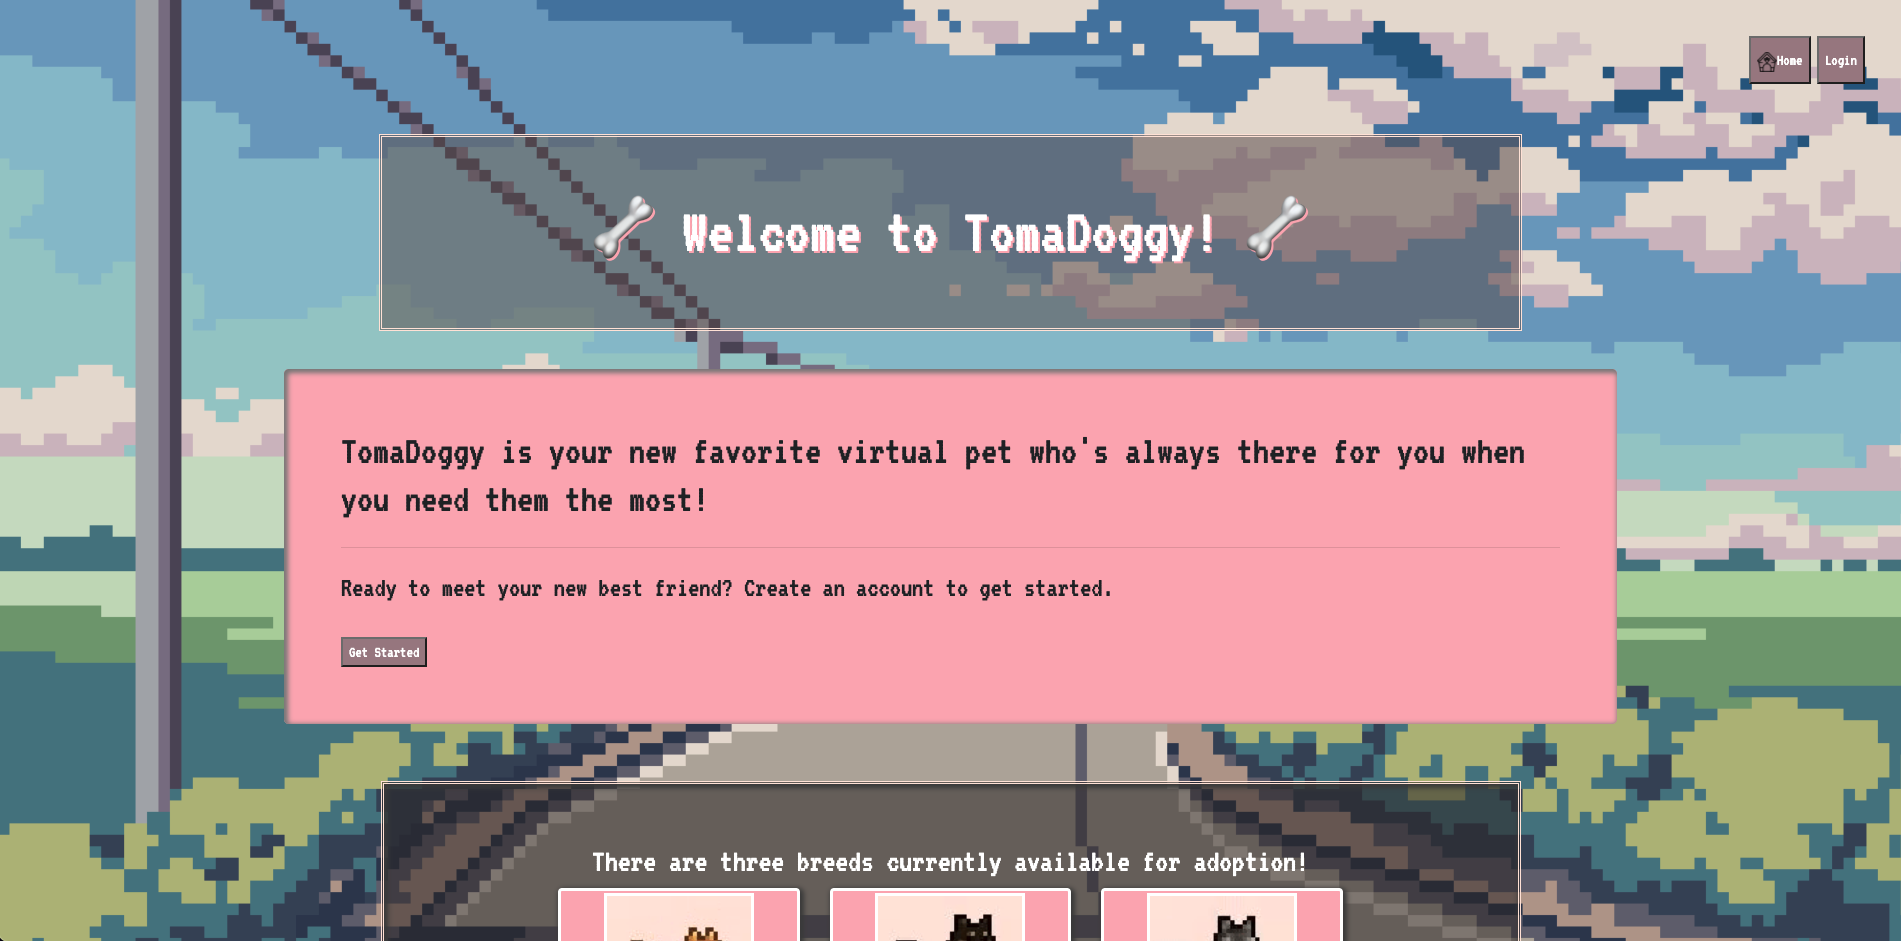 Home Login
Welcome to TomaDoggy!
TomaDoggy is your new favorite virtual pet who's always there for you when
you need them the most!
Ready to meet your new best friend? Create an account to get started.
Get Started
There are three breeds currently available for adoption!